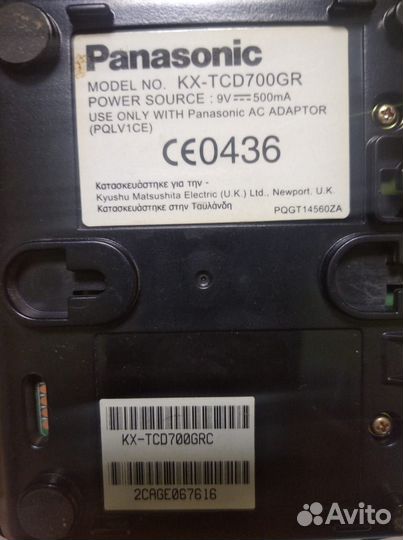 Panasonic
MODEL NO. KX-TCD700GR
POWER SOURCE : 9V⎓500mA
USE ONLY WITH Panasonic AC ADAPTOR
(PQLV1CE)
CE0436
Κατασκευάστηκε για την -
Kyushu Matsushita Electric (U.K.) Ltd., Newport. U.K.
Κατασκευάστηκε στην Ταϋλάνδη
PQGT14560ZA
KX-TCD700GRC
2CAGE067616
Avito